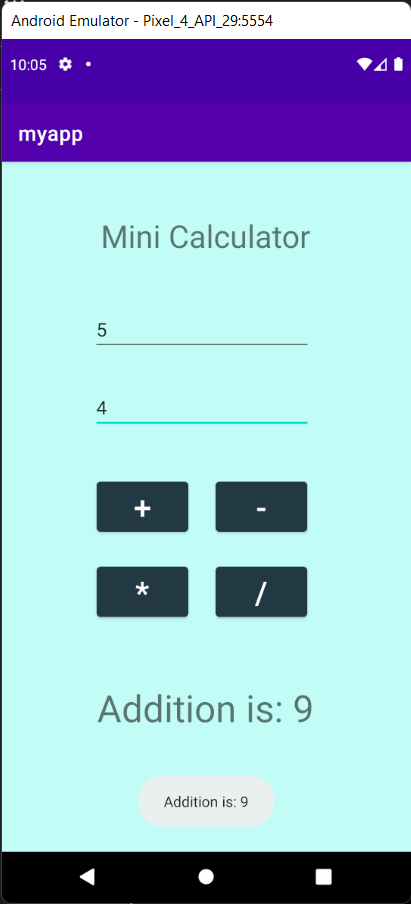 Android Emulator - Pixel_4_API_29:5554
10:05
myapp
Mini Calculator
5
4
+ -
* /
Addition is: 9
Addition is: 9